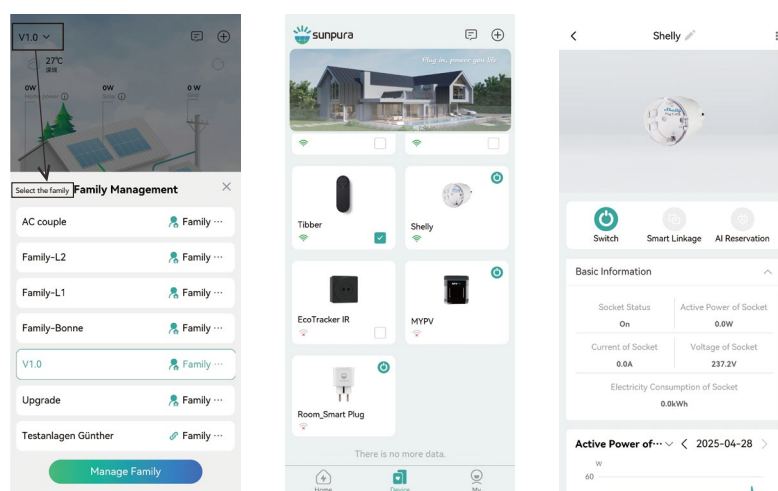 V1.0
27°C
深圳
0W
Home power
0W
Solar
0 W
Grid
Select the family
Family Management
AC couple
Family ···
Family-L2
Family ···
Family-L1
Family ···
Family-Bonne
Family ···
V1.0
Family ···
Upgrade
Family ···
Testanlagen Günther
Family ···
Manage Family
sunpura
Plug in, power you life
Tibber
Shelly
EcoTracker IR
MYPV
Room_Smart Plug
There is no more data.
Home
Device
My
Shelly
Switch
Smart Linkage
AI Reservation
Basic Information
Socket Status
Active Power of Socket
On
0.0W
Current of Socket
Voltage of Socket
0.0A
237.2V
Electricity Consumption of Socket
0.0kWh
Active Power of··· 
2025-04-28
W
60